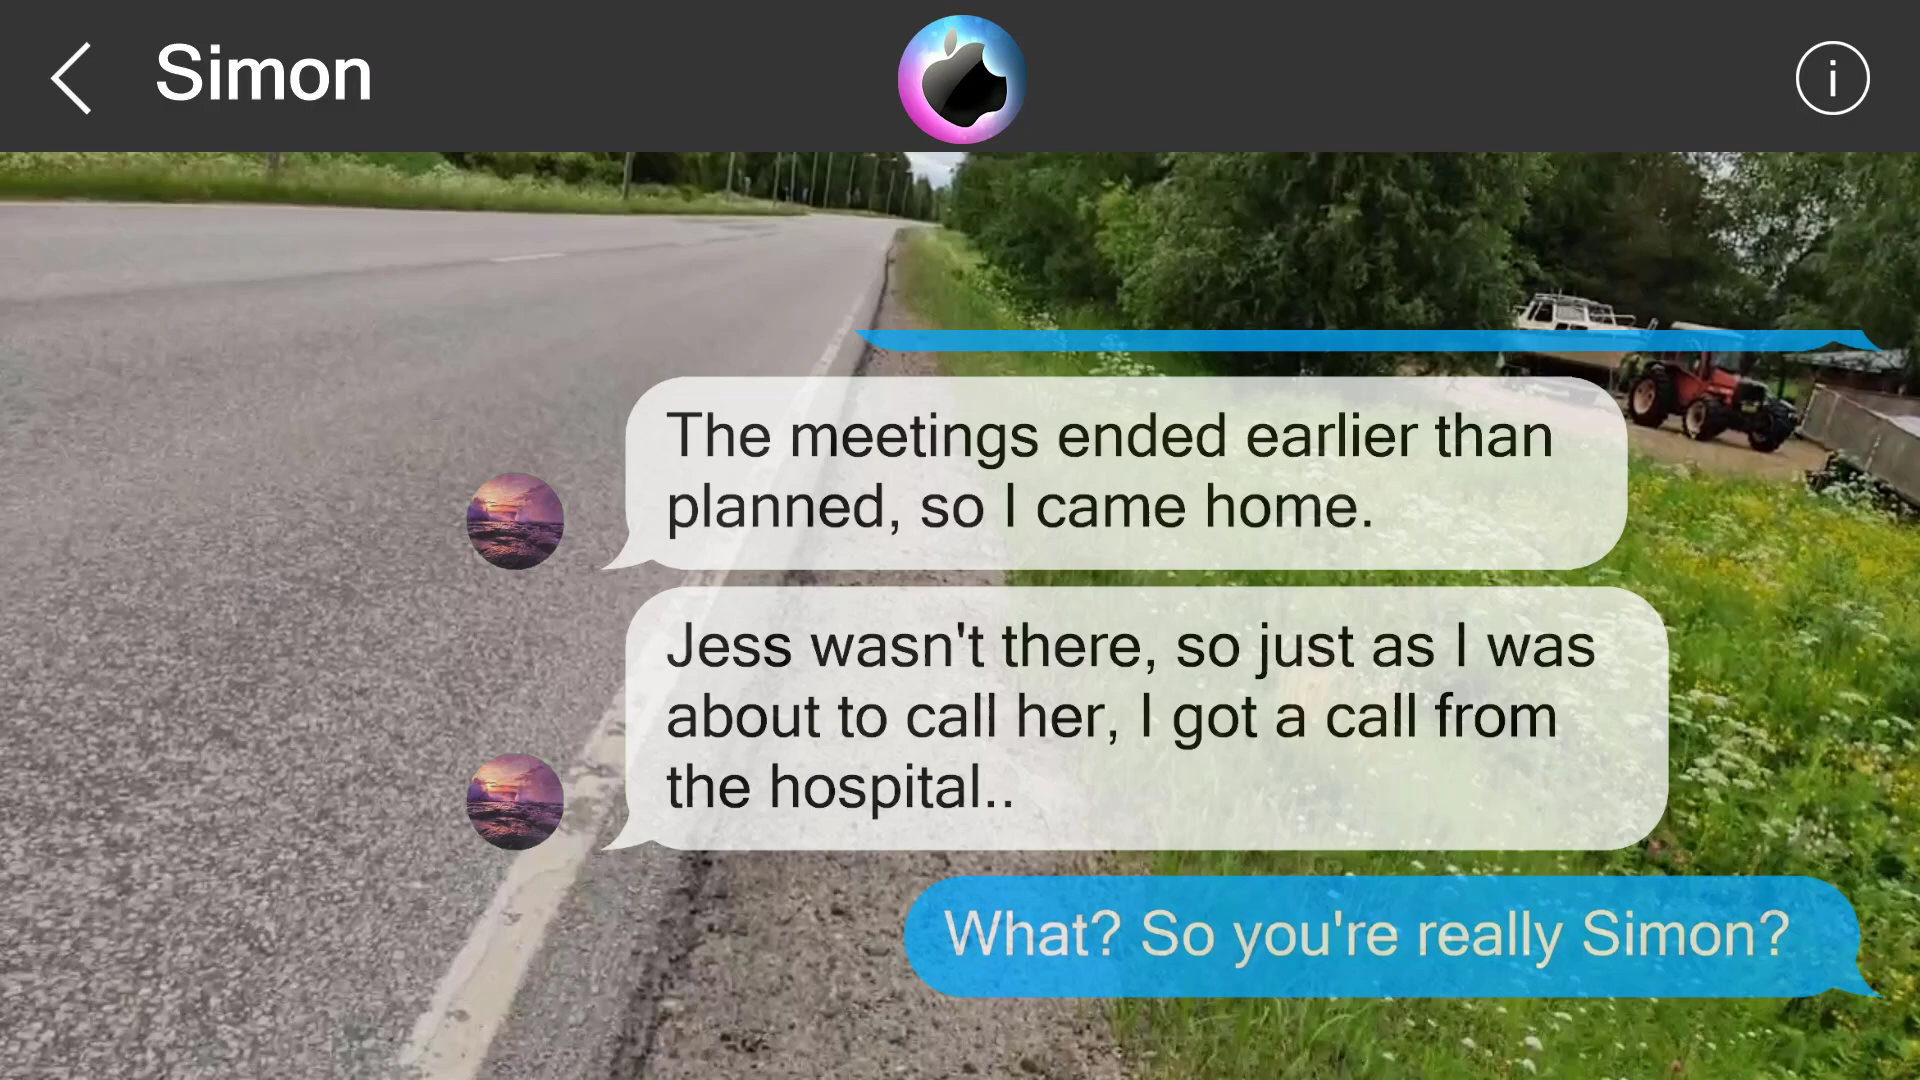 Simon
i
The meetings ended earlier than
planned, so I came home.
Jess wasn't there, so just as I was
about to call her, I got a call from
the hospital..
What? So you're really Simon?